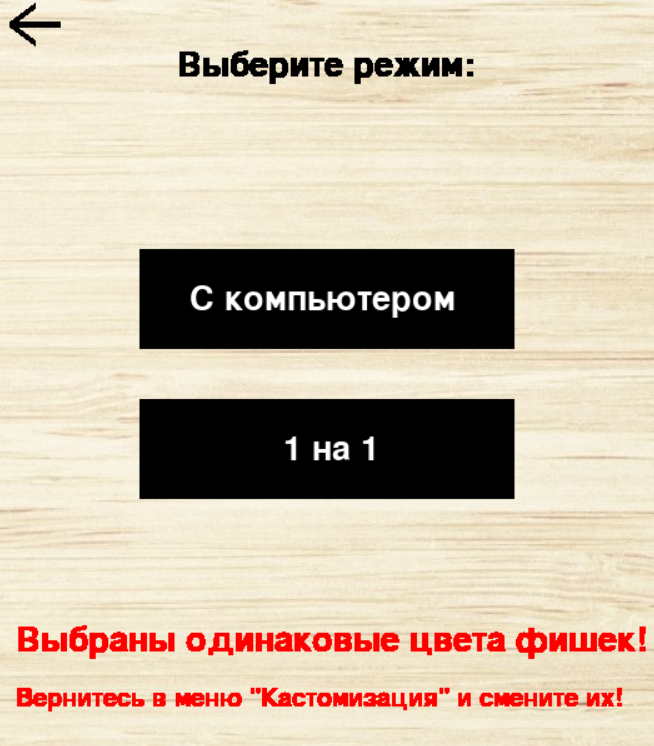 Выберите режим:
С компьютером
1 на 1
Выбраны одинаковые цвета фишек!
Вернитесь в меню "Кастомизация" и смените их!